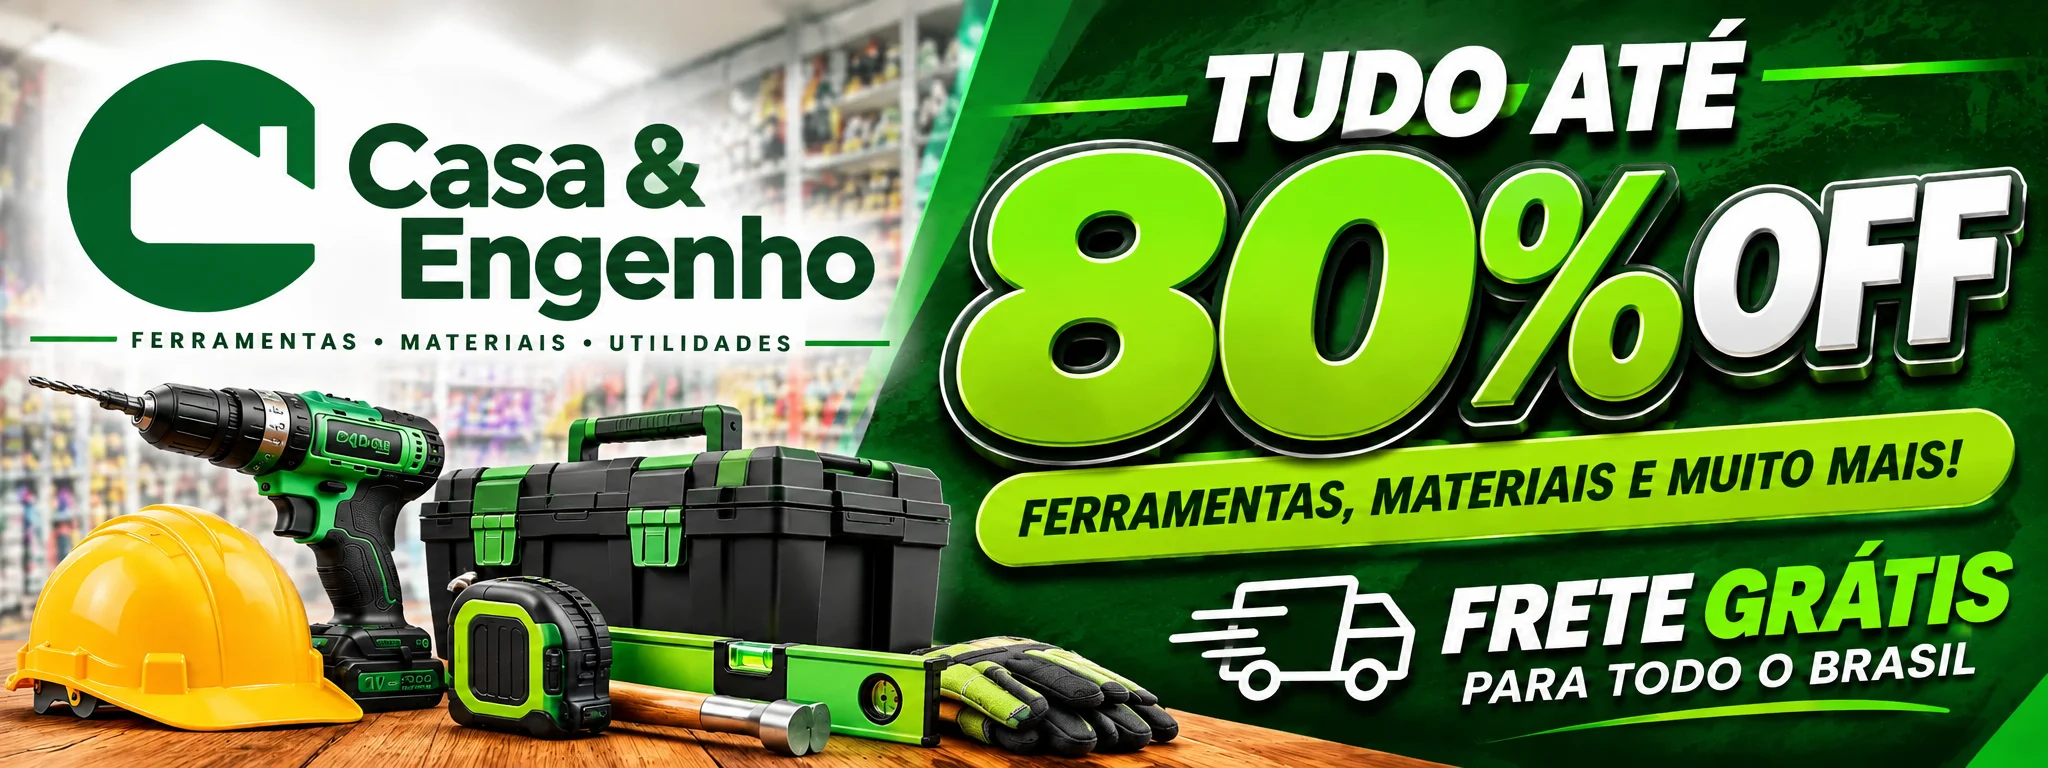 Casa &
Engenho
FERRAMENTAS • MATERIAIS • UTILIDADES
TUDO ATÉ
80% OFF
FERRAMENTAS, MATERIAIS E MUITO MAIS!
FRETE GRÁTIS
PARA TODO O BRASIL